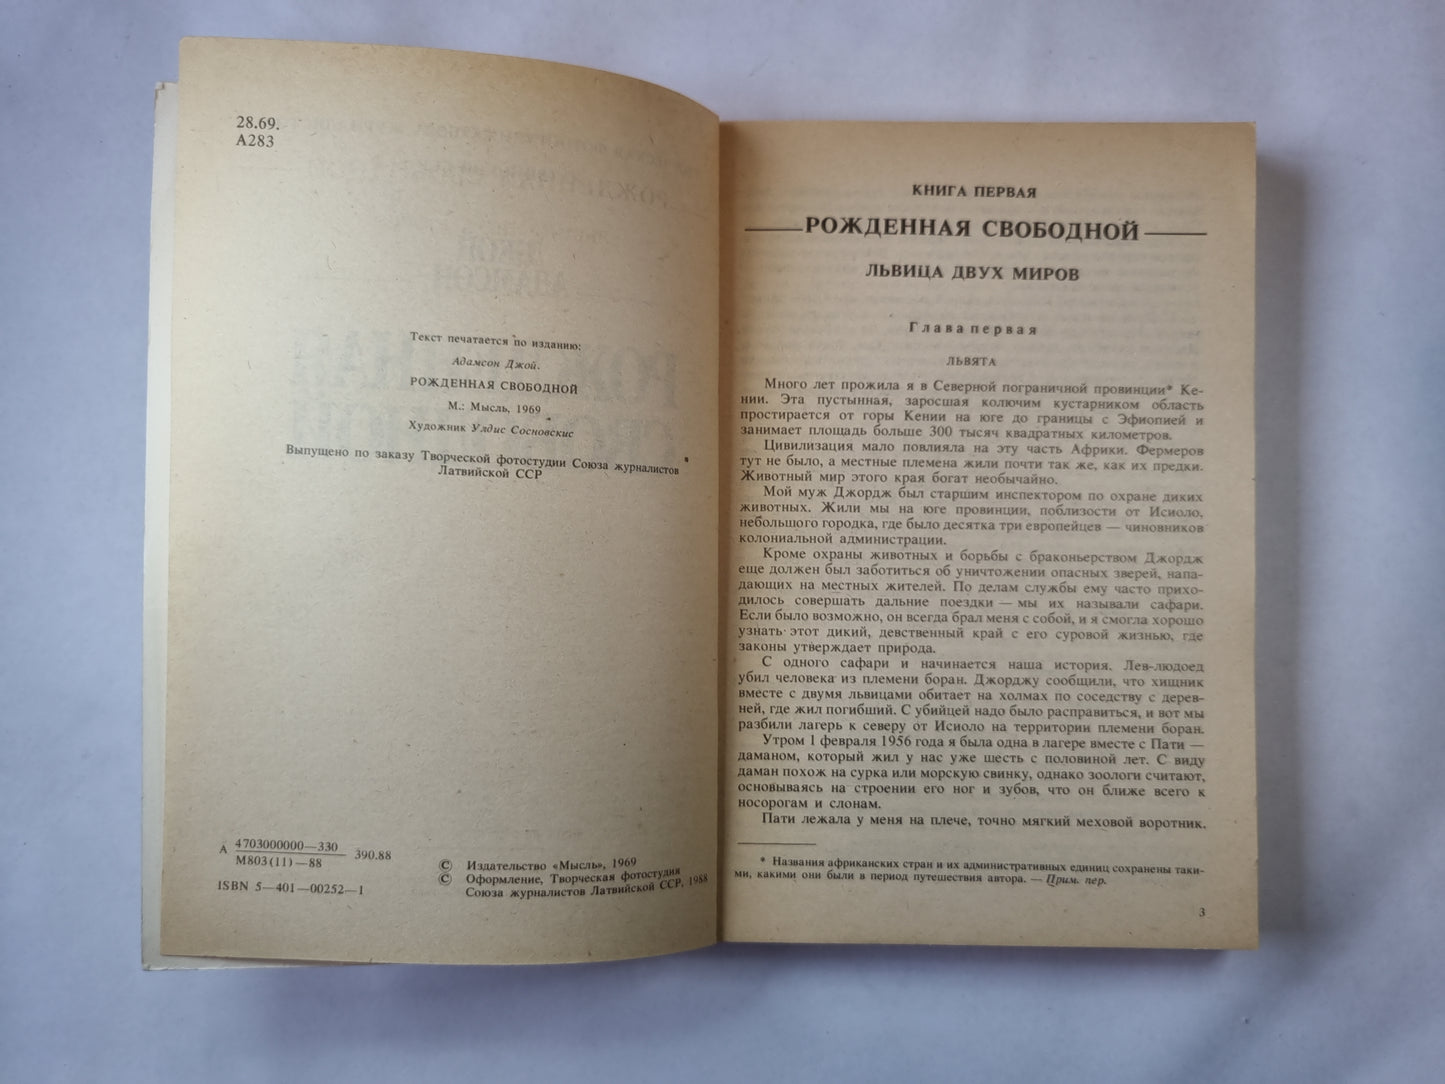 28.69.
А283
Текст печатается по изданию:
Адамсон Джой.
РОЖДЕННАЯ СВОБОДНОЙ
М.: Мысль, 1969
Художник Улдис Сосновскис
Выпущено по заказу Творческой фотостудии Союза журналистов
Латвийской ССР
А 4703000000—330
М803(11)—88
390.88
ISBN 5—401—00252—1
© Издательство «Мысль», 1969
© Оформление, Творческая фотостудия
Союза журналистов Латвийской ССР, 1988
КНИГА ПЕРВАЯ
РОЖДЕННАЯ СВОБОДНОЙ
ЛЬВИЦА ДВУХ МИРОВ
Глава первая
ЛЬВЯТА
Много лет прожила я в Северной пограничной провинции* Ке-
нии. Эта пустынная, заросшая колючим кустарником область
простирается от горы Кении на юге до границы с Эфиопией и
занимает площадь больше 300 тысяч квадратных километров.
Цивилизация мало повлияла на эту часть Африки. Фермеров
тут не было, а местные племена жили почти так же, как их предки.
Животный мир этого края богат необычайно.
Мой муж Джордж был старшим инспектором по охране диких
животных. Жили мы на юге провинции, поблизости от Исиоло,
небольшого городка, где было десятка три европейцев — чиновников
колониальной администрации.
Кроме охраны животных и борьбы с браконьерством Джордж
еще должен был заботиться об уничтожении опасных зверей, напа-
дающих на местных жителей. По делам службы ему часто прихо-
дилось совершать дальние поездки — мы их называли сафари.
Если было возможно, он всегда брал меня с собой, и я смогла хорошо
узнать этот дикий, девственный край с его суровой жизнью, где
законы утверждает природа.
С одного сафари и начинается наша история. Лев-людоед
убил человека из племени боран. Джорджу сообщили, что хищник
вместе с двумя львицами обитает на холмах по соседству с дерев-
ней, где жил погибший. С убийцей надо было расправиться, и вот мы
разбили лагерь к северу от Исиоло на территории племени боран.
Утром 1 февраля 1956 года я была одна в лагере вместе с Пати —
даманом, который жил у нас уже шесть с половиной лет. С виду
даман похож на сурка или морскую свинку, однако зоологи считают,
основываясь на строении его ног и зубов, что он ближе всего к
носорогам и слонам.
Пати лежала у меня на плече, точно мягкий меховой воротник.
* Названия африканских стран и их административных единиц сохранены таки-
ми, какими они были в период путешествия автора. — Прим. пер.
3